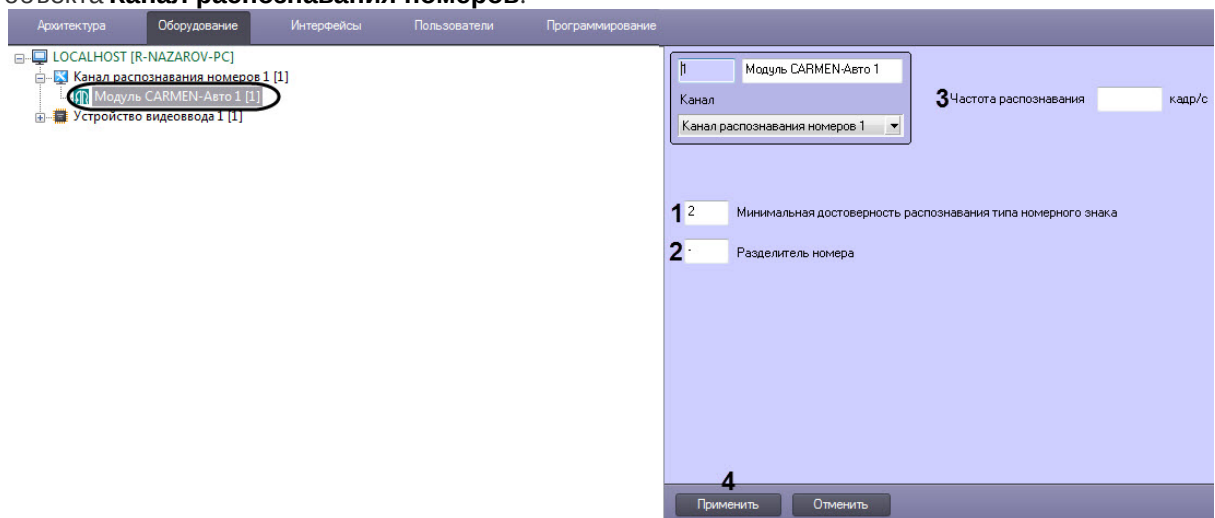 объекта Канал распознавания номеров.
Архитектура Оборудование Интерфейсы Пользователи Программирование
LOCALHOST [R-NAZAROV-PC]
Канал распознавания номеров 1 [1]
Модуль CARMEN-Авто 1 [1]
Устройство видеоввода 1 [1]
1 Модуль CARMEN-Авто 1
Канал
Канал распознавания номеров 1
3 Частота распознавания кадр/с
1 2 Минимальная достоверность распознавания типа номерного знака
2 - Разделитель номера
4
Применить Отменить